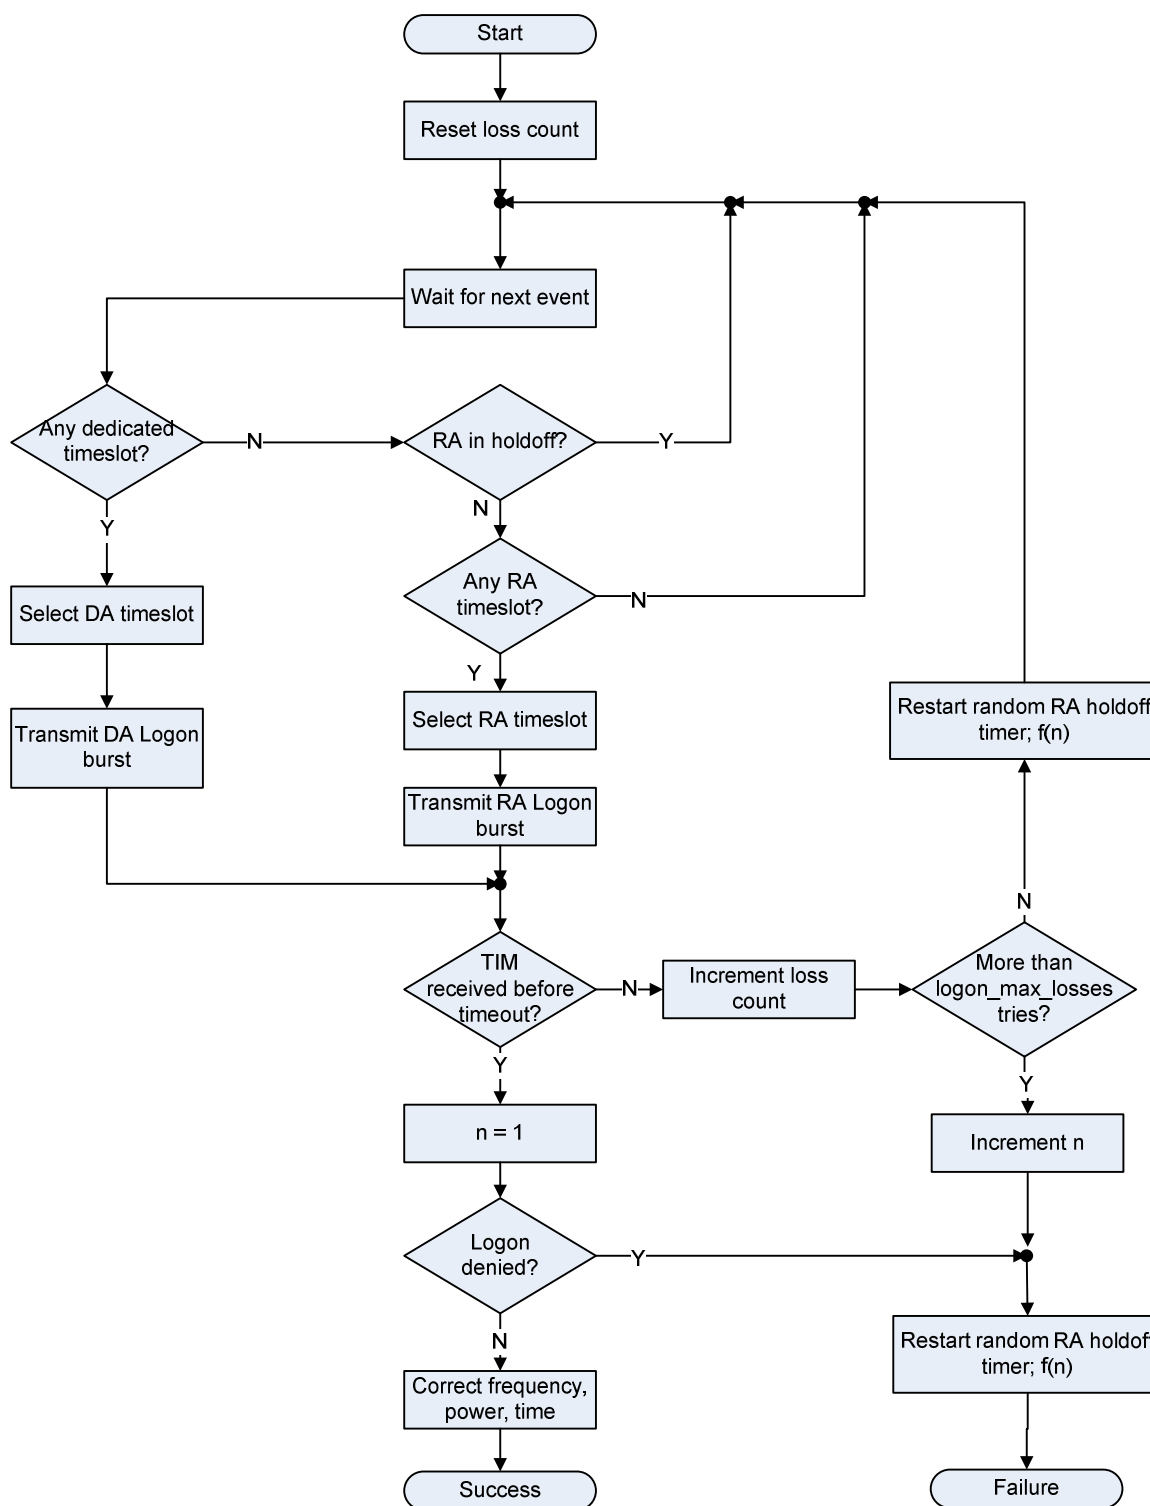 Start
Reset loss count
Wait for next event
Any dedicated
timeslot?
N
RA in holdoff?
Y
Y
N
Any RA
timeslot?
N
Select DA timeslot
Y
Transmit DA Logon
burst
Select RA timeslot
Restart random RA holdoff
timer; f(n)
Transmit RA Logon
burst
N
TIM
received before
timeout?
N
Increment loss
count
More than
logon_max_losses
tries?
Y
Y
n = 1
Increment n
Logon
denied?
Y
N
Restart random RA holdoff
timer; f(n)
Correct frequency,
power, time
Success
Failure